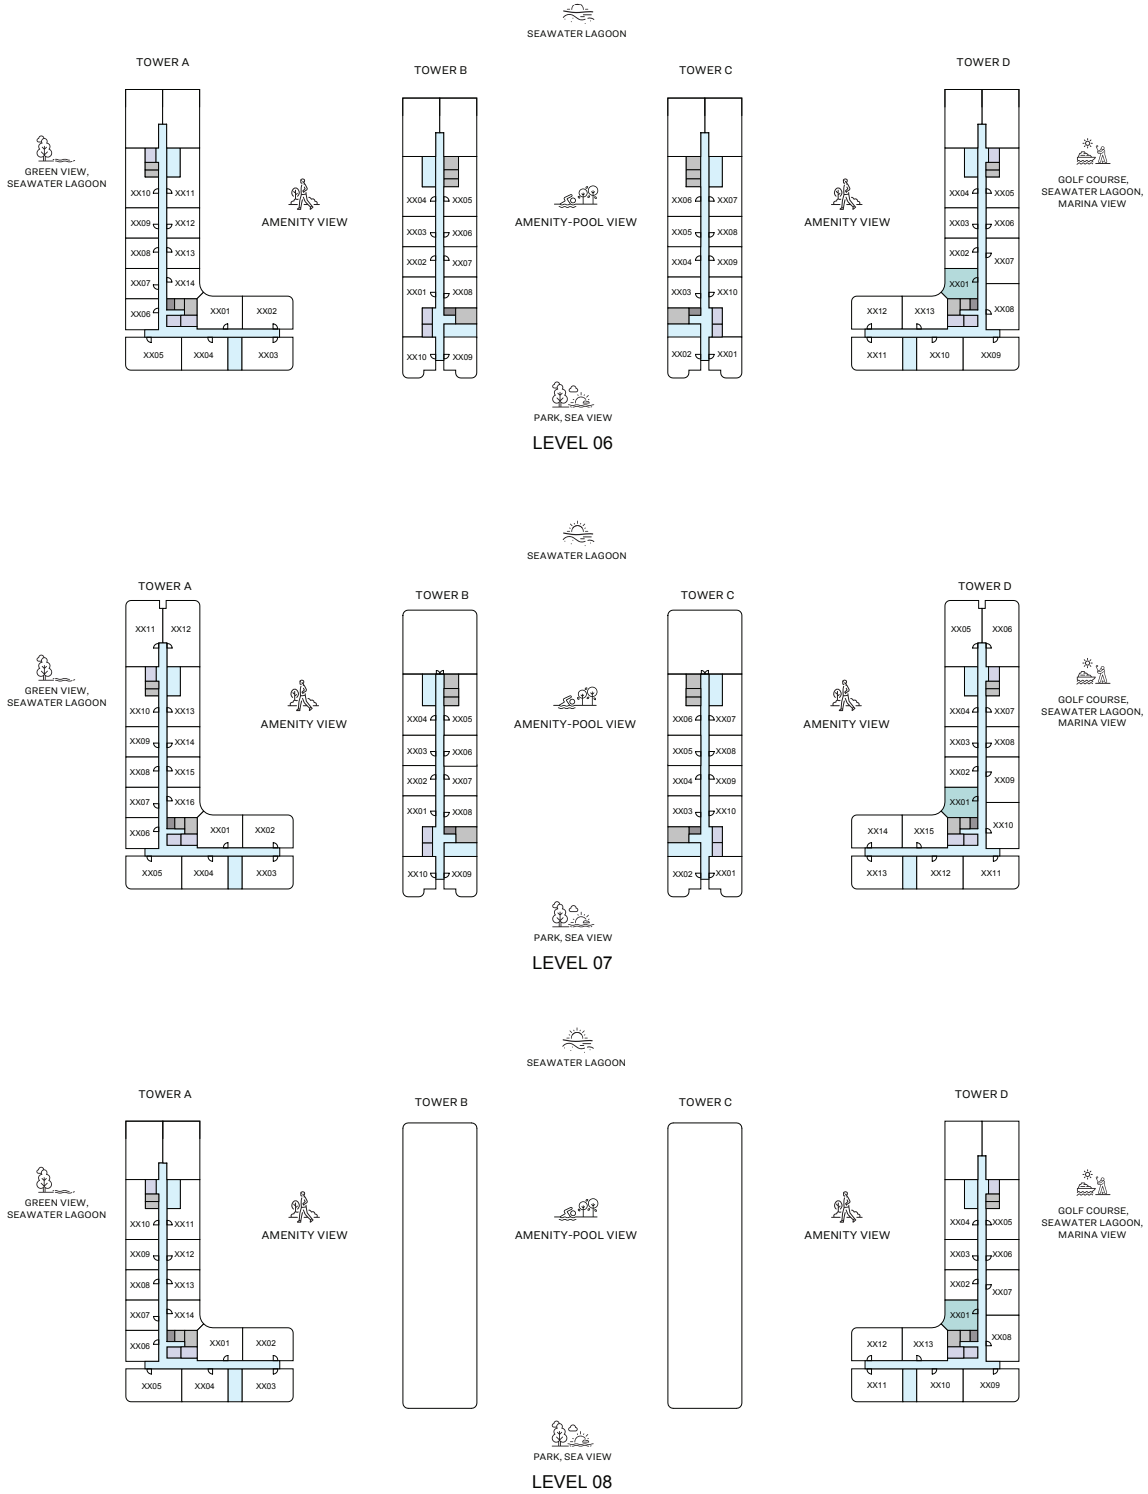 SEAWATER LAGOON
TOWER A
TOWER B
TOWER C
TOWER D
GREEN VIEW,
SEAWATER LAGOON
AMENITY VIEW
AMENITY-POOL VIEW
AMENITY VIEW
GOLF COURSE,
SEAWATER LAGOON,
MARINA VIEW
XX10 XX11
XX09 XX12
XX08 XX13
XX07 XX14
XX06 XX01 XX02
XX05 XX04 XX03
XX04 XX05
XX03 XX06
XX02 XX07
XX01 XX08
XX10 XX09
XX06 XX07
XX05 XX08
XX04 XX09
XX03 XX10
XX02 XX01
XX04 XX05
XX03 XX06
XX02 XX07
XX01
XX12 XX13 XX08
XX11 XX10 XX09
PARK, SEA VIEW
LEVEL 06
SEAWATER LAGOON
TOWER A
TOWER B
TOWER C
TOWER D
GREEN VIEW,
SEAWATER LAGOON
AMENITY VIEW
AMENITY-POOL VIEW
AMENITY VIEW
GOLF COURSE,
SEAWATER LAGOON,
MARINA VIEW
XX11 XX12
XX10 XX13
XX09 XX14
XX08 XX15
XX07 XX16
XX06 XX01 XX02
XX05 XX04 XX03
XX04 XX05
XX03 XX06
XX02 XX07
XX01 XX08
XX10 XX09
XX06 XX07
XX05 XX08
XX04 XX09
XX03 XX10
XX02 XX01
XX05 XX06
XX04 XX07
XX03 XX08
XX02 XX09
XX01
XX14 XX15 XX10
XX13 XX12 XX11
PARK, SEA VIEW
LEVEL 07
SEAWATER LAGOON
TOWER A
TOWER B
TOWER C
TOWER D
GREEN VIEW,
SEAWATER LAGOON
AMENITY VIEW
AMENITY-POOL VIEW
AMENITY VIEW
GOLF COURSE,
SEAWATER LAGOON,
MARINA VIEW
XX10 XX11
XX09 XX12
XX08 XX13
XX07 XX14
XX06 XX01 XX02
XX05 XX04 XX03
XX04 XX05
XX03 XX06
XX02 XX07
XX01
XX12 XX13 XX08
XX11 XX10 XX09
PARK, SEA VIEW
LEVEL 08